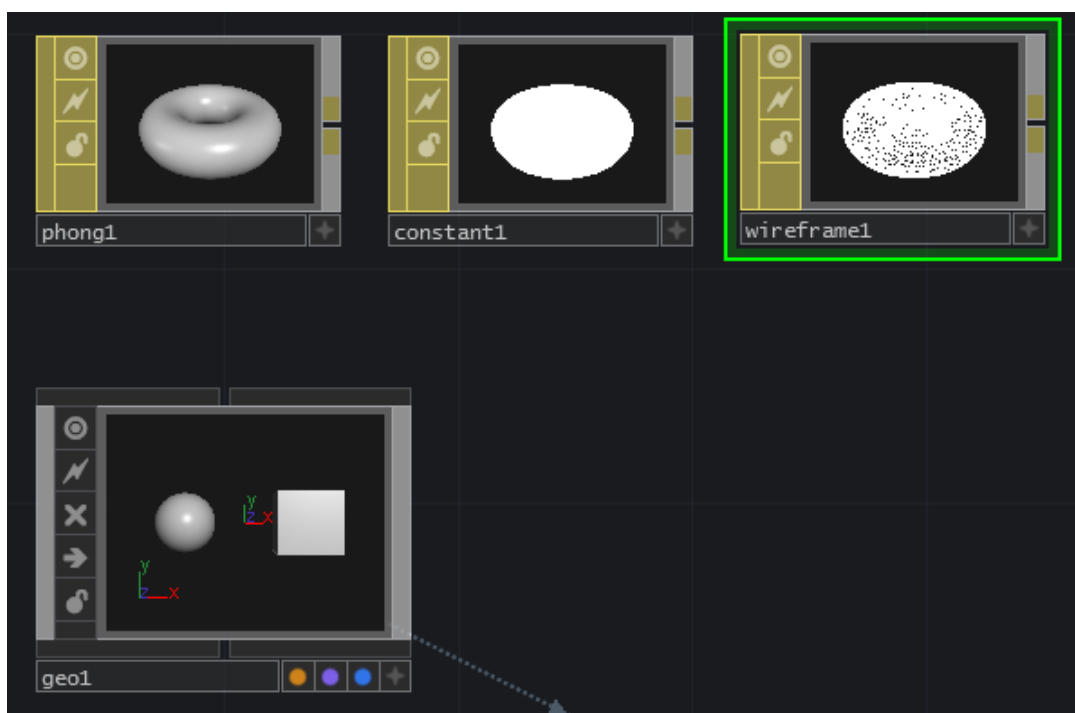 phong1
constant1
wireframe1
y
z x
y
z x
geo1